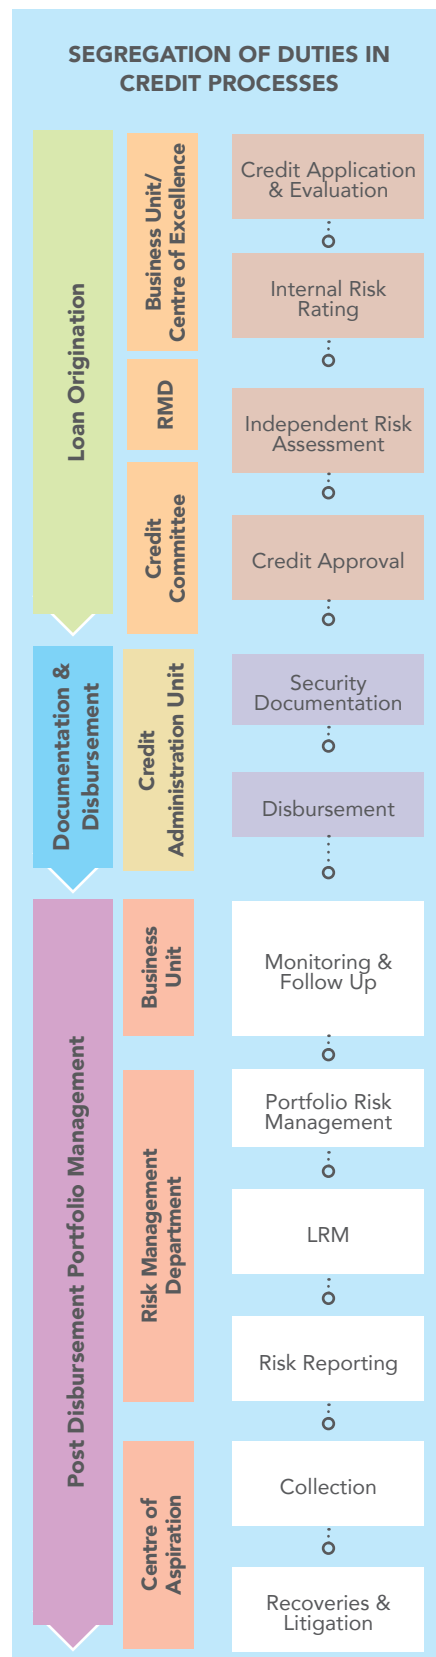 SEGREGATION OF DUTIES IN
CREDIT PROCESSES
Loan Origination
Business Unit/
Centre of Excellence
Credit Application
& Evaluation
Internal Risk
Rating
RMD
Independent Risk
Assessment
Credit
Committee
Credit Approval
Documentation &
Disbursement
Credit
Administration Unit
Security
Documentation
Disbursement
Post Disbursement Portfolio Management
Business
Unit
Monitoring &
Follow Up
Risk Management
Department
Portfolio Risk
Management
LRM
Risk Reporting
Centre of
Aspiration
Collection
Recoveries &
Litigation